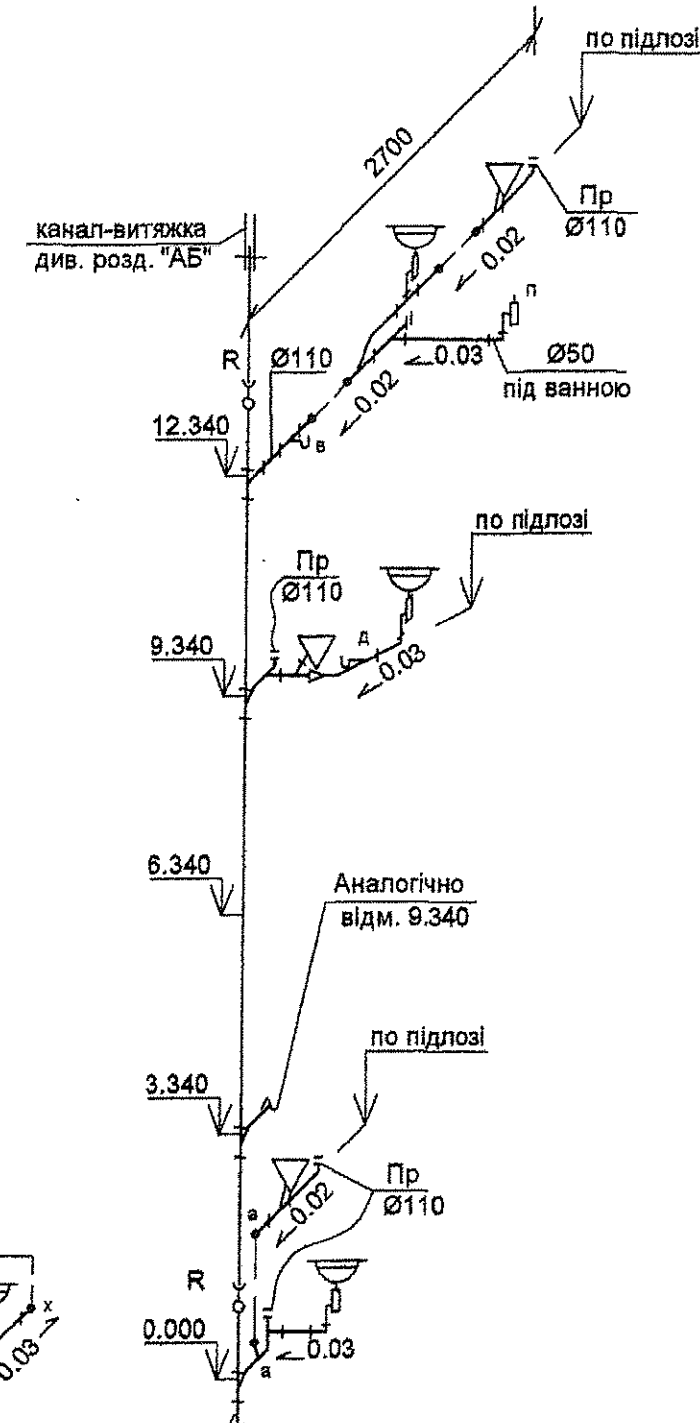 по підлозі
2700
Пр
Ø110
канал-витяжка
див. розд. "АБ"
0.02
п
R
Ø110
0.03
Ø50
під ванною
0.02
в
12.340
по підлозі
Пр
Ø110
д
9.340
0.03
6.340
Аналогічно
відм. 9.340
по підлозі
3.340
Пр
Ø110
0.02
а
R
х
0.000
0.03
0.03
а